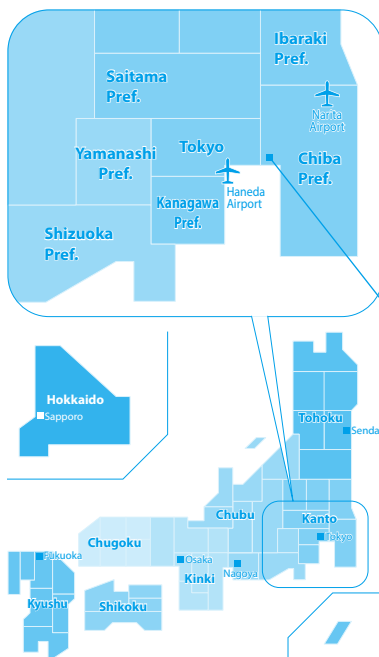 Ibaraki
Pref.
Saitama
Pref.
Narita
Airport
Tokyo
Yamanashi
Pref.
Chiba
Pref.
Haneda
Airport
Kanagawa
Pref.
Shizuoka
Pref.
Hokkaido
Sapporo
Tohoku
Senda
Chubu
Kanto
Tokyo
Chugoku
Osaka
Fukuoka
Kinki
Nagoya
Kyushu
Shikoku